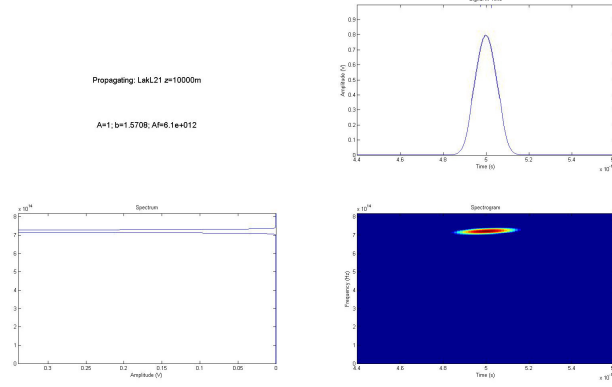 Propagating: LakL21 z=10000m
A=1; b=1.5708; Af=6.1e+012
Amplitude (V)
0.9
0.8
0.7
0.6
0.5
0.4
0.3
0.2
0.1
0
4.4 4.6 4.8 5 5.2 5.4 5.6
Time (s)
Spectrum
x 10^14
8
7
6
5
4
3
2
1
0
0.3 0.25 0.2 0.15 0.1 0.05 0
Amplitude (V)
Spectrogram
x 10^14
Frequency (Hz)
8
7
6
5
4
3
2
1
0
4.4 4.6 4.8 5 5.2 5.4 5.6
Time (s)